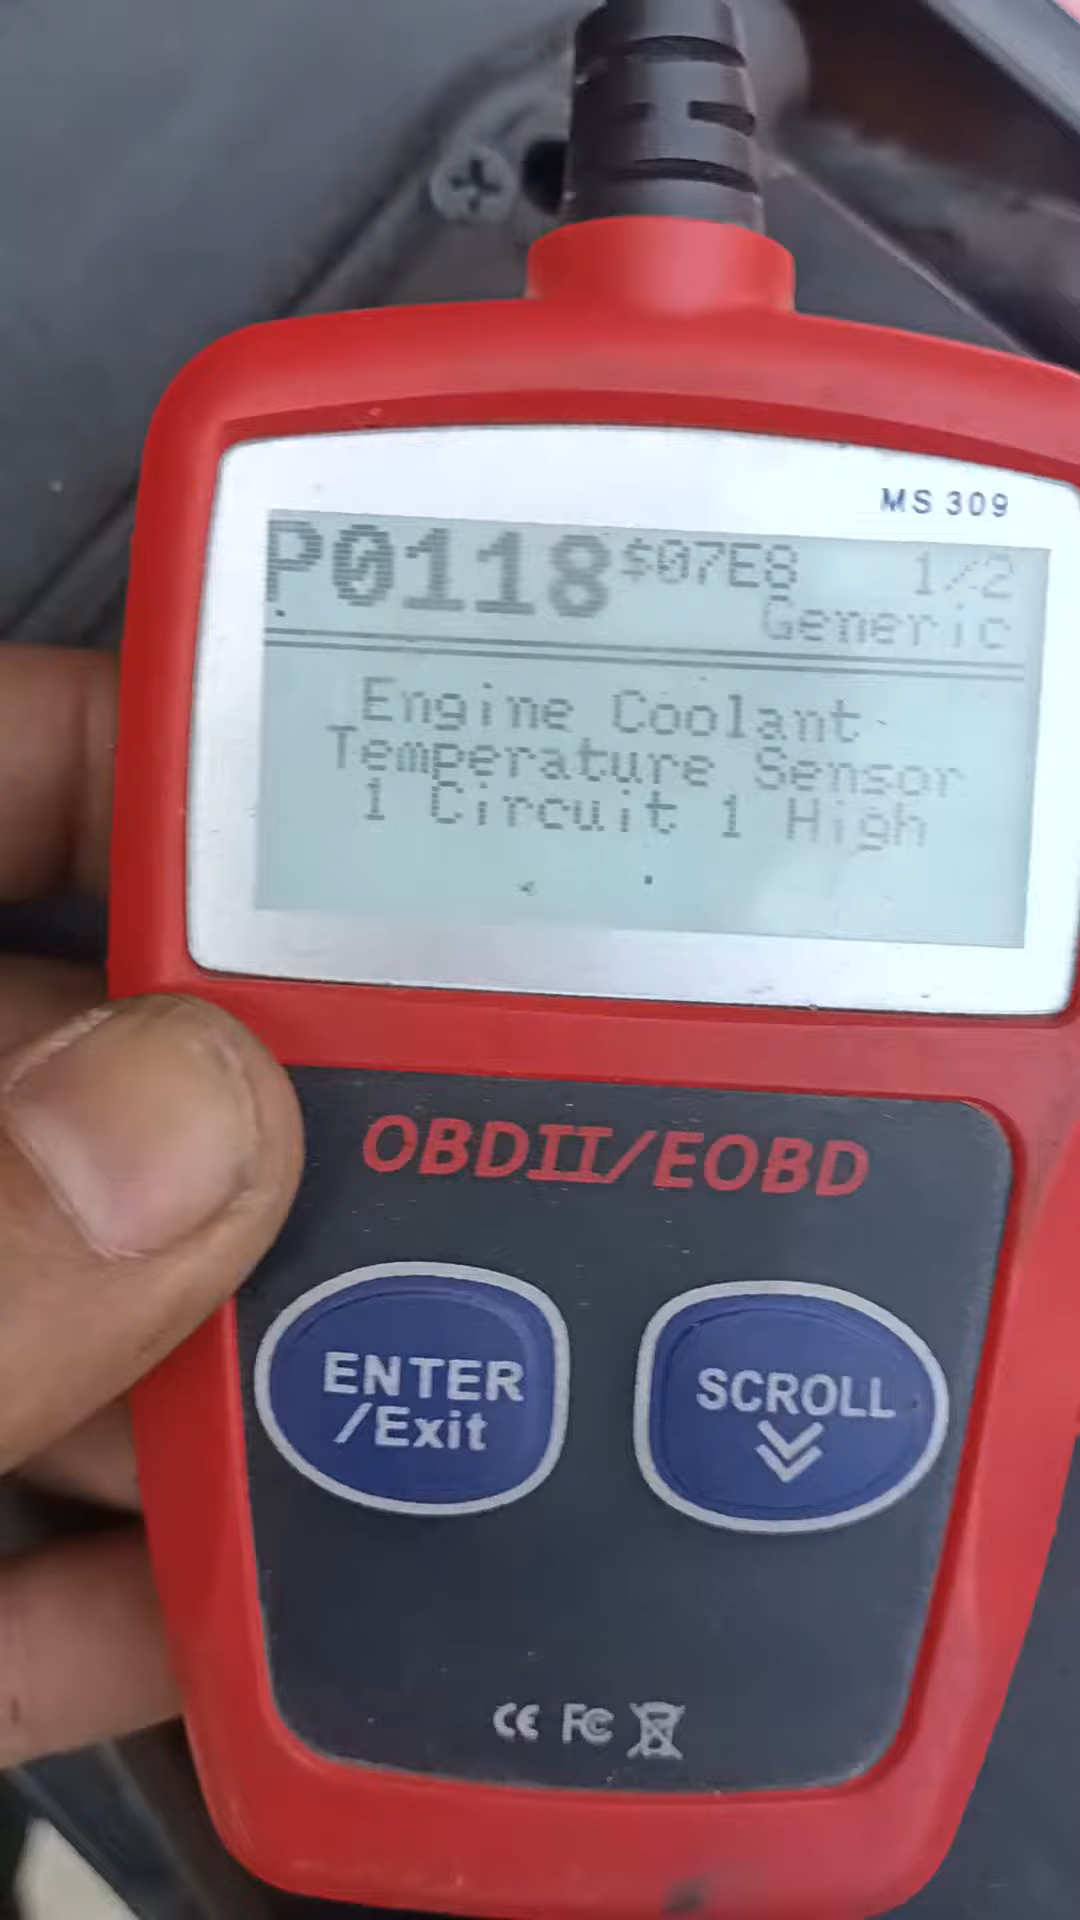 MS 309
P0118 $07E8 1/2
Generic
Engine Coolant
Temperature Sensor
1 Circuit 1 High
OBDII/EOBD
ENTER
/Exit
SCROLL
CE FC